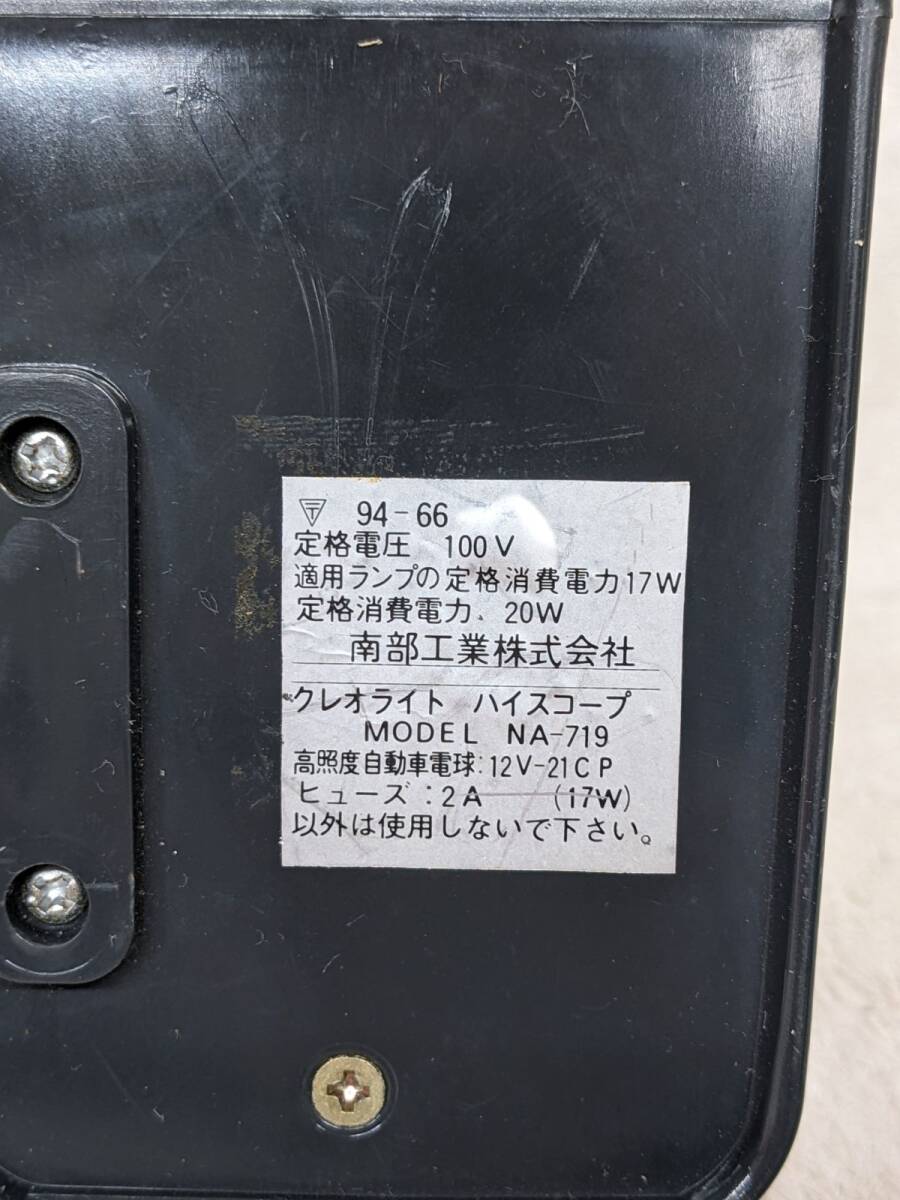 〒 94-66
定格電圧 100V
適用ランプの定格消費電力17W
定格消費電力. 20W
南部工業株式会社
クレオライト ハイスコープ
MODEL NA-719
高照度自動車電球:12V-21CP
ヒューズ:2A (17W)
以外は使用しないで下さい。